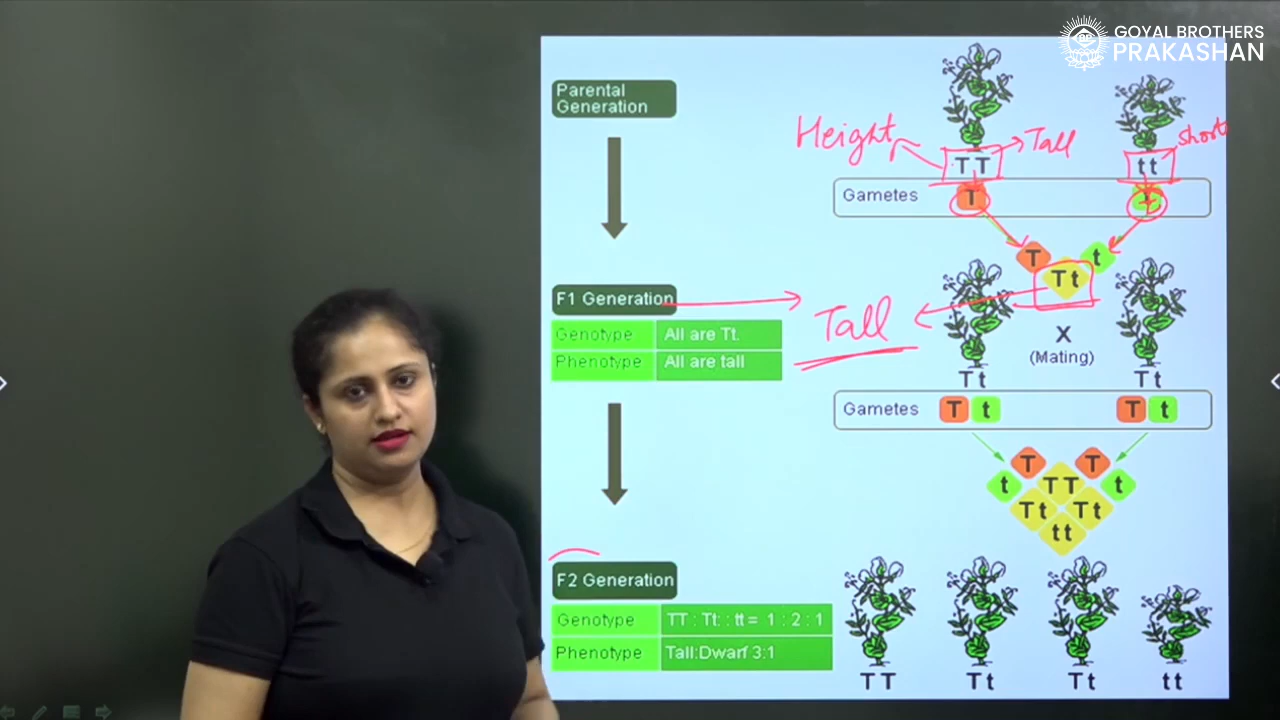 GOYAL BROTHERS
PRAKASHAN
Parental
Generation
Height
Tall
short
TT
tt
Gametes
T
t
T
t
Tt
F1 Generation
Genotype
All are Tt.
Phenotype
All are tall
Tall
X
(Mating)
Tt
Tt
Gametes
T
t
T
t
T
T
t
TT
t
Tt
Tt
tt
F2 Generation
Genotype
TT : Tt: : tt = 1 : 2 : 1
Phenotype
Tall:Dwarf 3:1
TT
Tt
Tt
tt